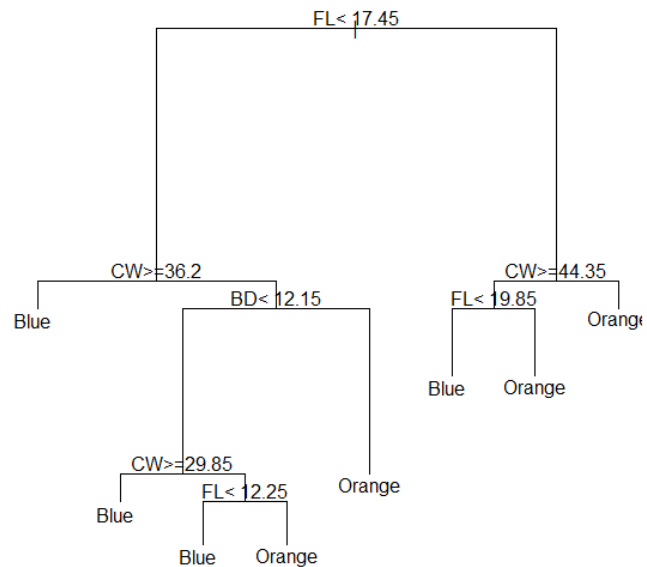 FL< 17.45
CW>=36.2
CW>=44.35
BD< 12.15
FL< 19.85
Blue
Orange
Blue
Orange
CW>=29.85
Orange
FL< 12.25
Blue
Blue
Orange